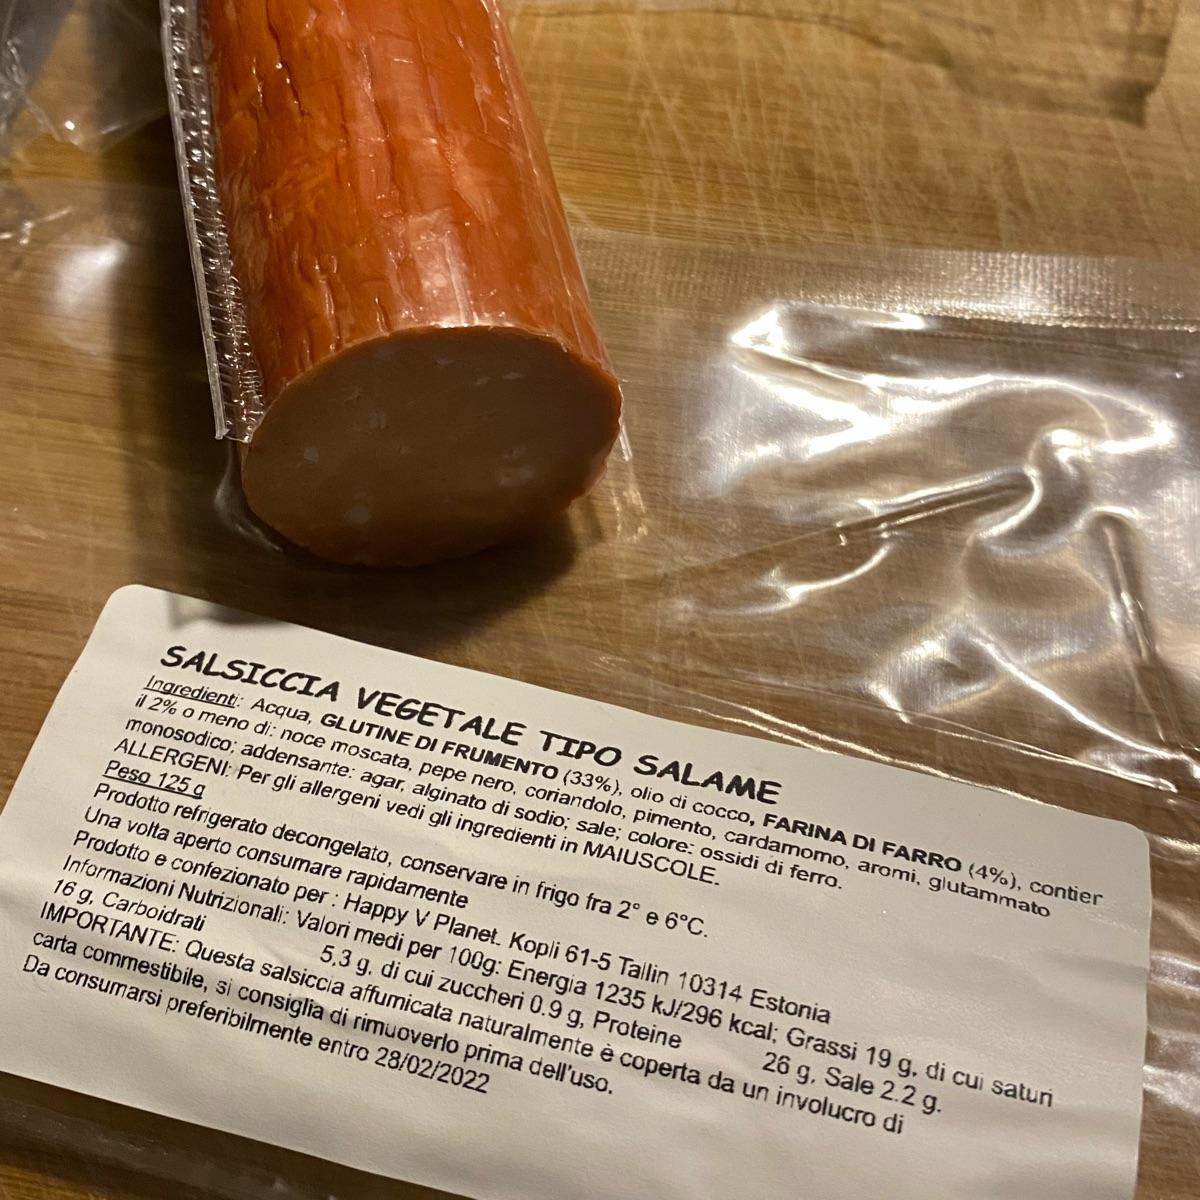 SALSICCIA VEGETALE TIPO SALAME
Ingredienti: Acqua, GLUTINE DI FRUMENTO (33%), olio di cocco, FARINA DI FARRO (4%), contier
il 2% o meno di: noce moscata, pepe nero, coriandolo, pimento, cardamomo, aromi, glutammato
monosodico; addensante: agar, alginato di sodio; sale; colore: ossidi di ferro.
ALLERGENI: Per gli allergeni vedi gli ingredienti in MAIUSCOLE.
Peso 125 g
Prodotto refrigerato decongelato, conservare in frigo fra 2° e 6°C.
Una volta aperto consumare rapidamente
Prodotto e confezionato per : Happy V Planet. Kopli 61-5 Tallin 10314 Estonia
Informazioni Nutrizionali: Valori medi per 100g: Energia 1235 kJ/296 kcal; Grassi 19 g, di cui saturi
16 g, Carboidrati 5,3 g, di cui zuccheri 0.9 g, Proteine 26 g, Sale 2.2 g.
IMPORTANTE: Questa salsiccia affumicata naturalmente è coperta da un involucro di
carta commestibile, si consiglia di rimuoverlo prima dell'uso.
Da consumarsi preferibilmente entro 28/02/2022